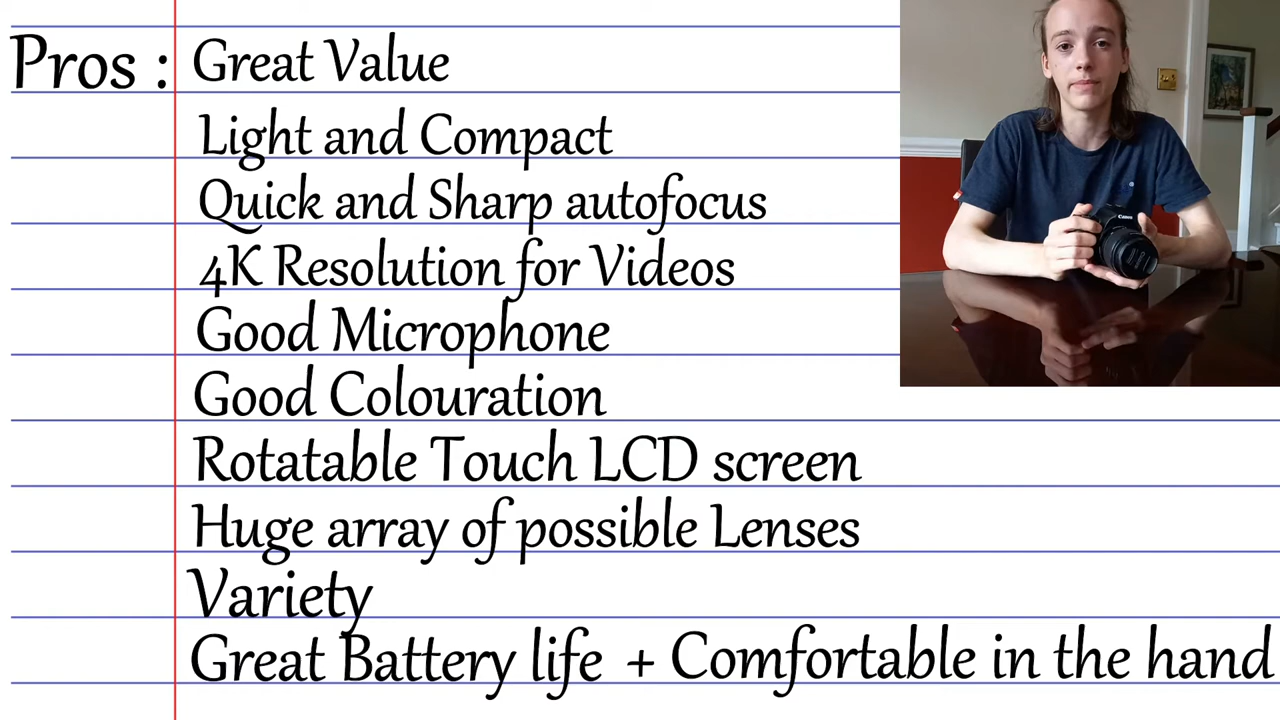 Pros : Great Value
Light and Compact
Quick and Sharp autofocus
4K Resolution for Videos
Good Microphone
Good Colouration
Rotatable Touch LCD screen
Huge array of possible Lenses
Variety
Great Battery life + Comfortable in the hand
Canon